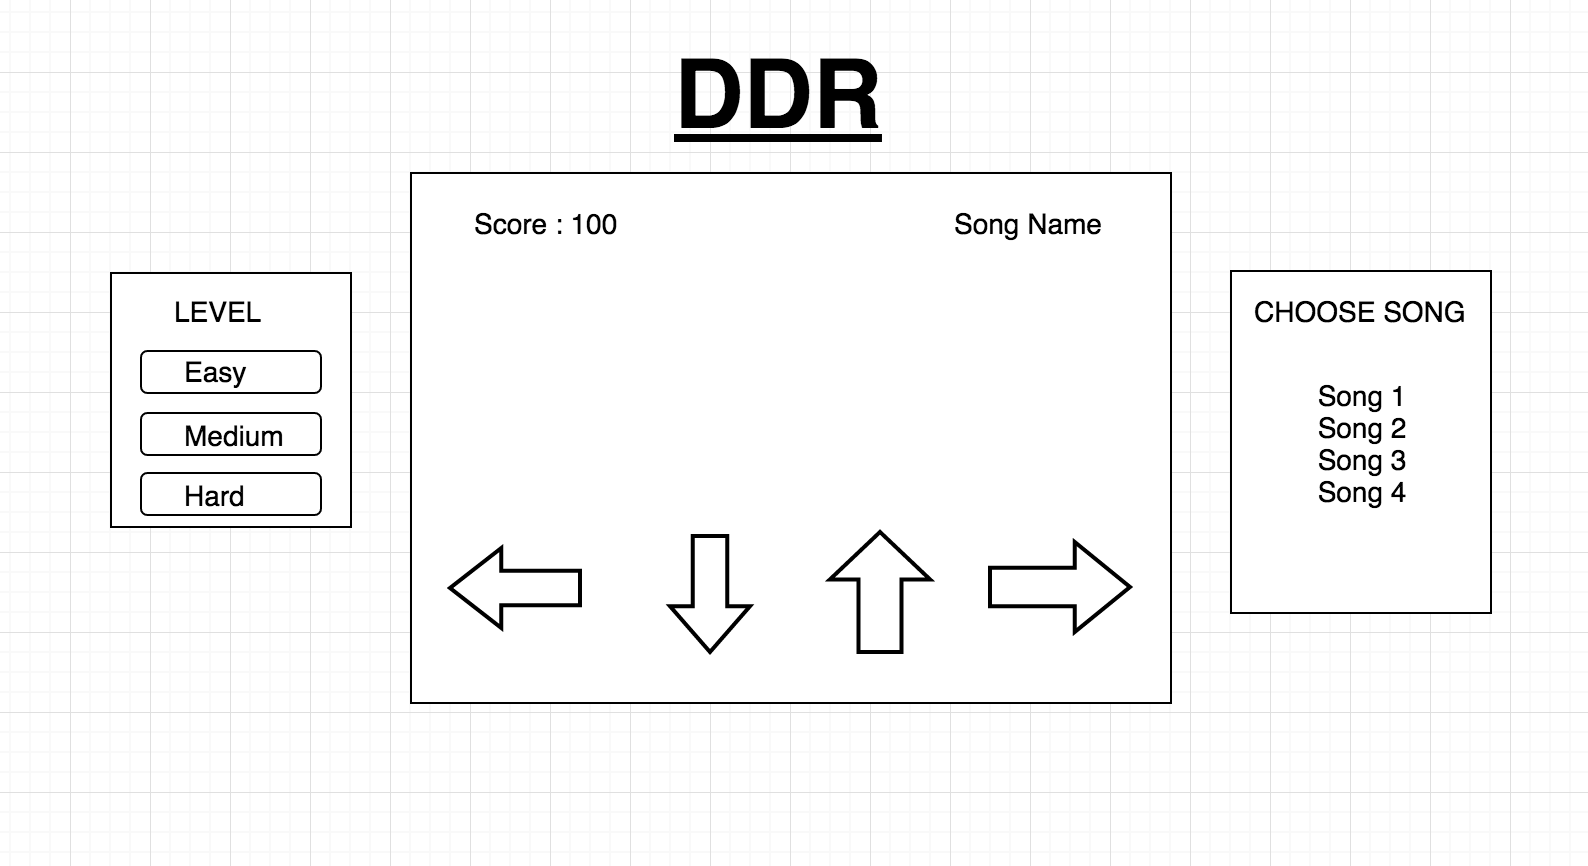 DDR
Score : 100
Song Name
LEVEL
Easy
Medium
Hard
CHOOSE SONG
Song 1
Song 2
Song 3
Song 4